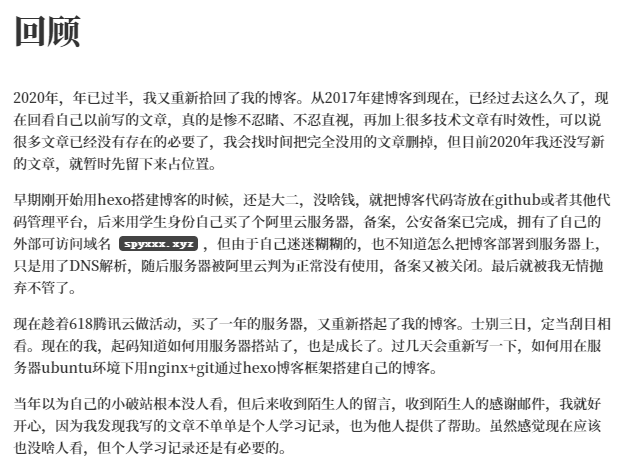 回顾
2020年，年已过半，我又重新拾回了我的博客。从2017年建博客到现在，已经过去这么久了，现
在回看自己以前写的文章，真的是惨不忍睹、不忍直视，再加上很多技术文章有时效性，可以说
很多文章已经没有存在的必要了，我会找时间把完全没用的文章删掉，但目前2020年我还没写新
的文章，就暂时先留下来占位置。
早期刚开始用hexo搭建博客的时候，还是大二，没啥钱，就把博客代码寄放在github或者其他代
码管理平台，后来用学生身份自己买了个阿里云服务器，备案，公安备案已完成，拥有了自己的
外部可访问域名 spyxxx.xyz ，但由于自己迷迷糊糊的，也不知道怎么把博客部署到服务器上，
只是用了DNS解析，随后服务器被阿里云判为正常没有使用，备案又被关闭。最后就被我无情抛
弃不管了。
现在趁着618腾讯云做活动，买了一年的服务器，又重新搭起了我的博客。士别三日，定当刮目相
看。现在的我，起码知道如何用服务器搭站了，也是成长了。过几天会重新写一下，如何用在服
务器ubuntu环境下用nginx+git通过hexo博客框架搭建自己的博客。
当年以为自己的小破站根本没人看，但后来收到陌生人的留言，收到陌生人的感谢邮件，我就好
开心，因为我发现我写的文章不单单是个人学习记录，也为他人提供了帮助。虽然感觉现在应该
也没啥人看，但个人学习记录还是有必要的。